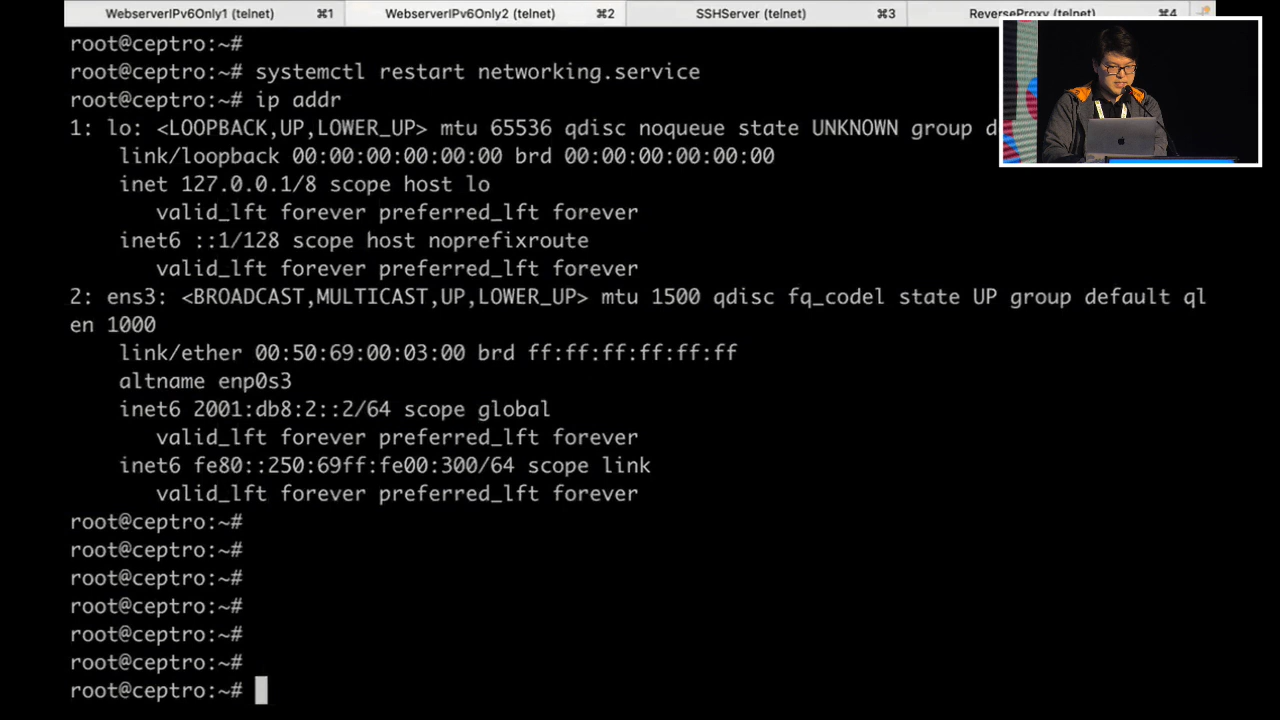 WebserverIPv6Only1 (telnet) ⌘1 WebserverIPv6Only2 (telnet) ⌘2 SSHServer (telnet) ⌘3 ReverseProxy (telnet) ⌘4
root@ceptro:~#
root@ceptro:~# systemctl restart networking.service
root@ceptro:~# ip addr
1: lo: <LOOPBACK,UP,LOWER_UP> mtu 65536 qdisc noqueue state UNKNOWN group d
link/loopback 00:00:00:00:00:00 brd 00:00:00:00:00:00
inet 127.0.0.1/8 scope host lo
valid_lft forever preferred_lft forever
inet6 ::1/128 scope host noprefixroute
valid_lft forever preferred_lft forever
2: ens3: <BROADCAST,MULTICAST,UP,LOWER_UP> mtu 1500 qdisc fq_codel state UP group default ql
en 1000
link/ether 00:50:69:00:03:00 brd ff:ff:ff:ff:ff:ff
altname enp0s3
inet6 2001:db8:2::2/64 scope global
valid_lft forever preferred_lft forever
inet6 fe80::250:69ff:fe00:300/64 scope link
valid_lft forever preferred_lft forever
root@ceptro:~#
root@ceptro:~#
root@ceptro:~#
root@ceptro:~#
root@ceptro:~#
root@ceptro:~#
root@ceptro:~#